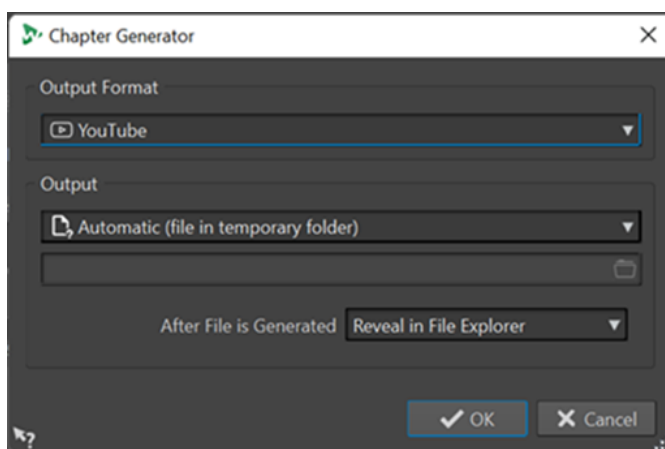 Chapter Generator
Output Format
YouTube
Output
Automatic (file in temporary folder)
After File is Generated Reveal in File Explorer
OK Cancel